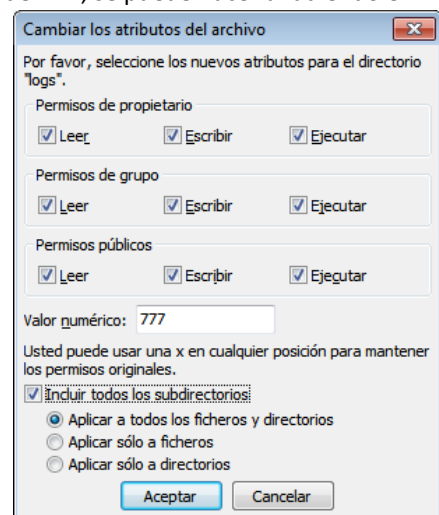 Cambiar los atributos del archivo
Por favor, seleccione los nuevos atributos para el directorio
"logs".
Permisos de propietario
Leer Escribir Ejecutar
Permisos de grupo
Leer Escribir Ejecutar
Permisos públicos
Leer Escribir Ejecutar
Valor numérico: 777
Usted puede usar una x en cualquier posición para mantener
los permisos originales.
Incluir todos los subdirectorios
Aplicar a todos los ficheros y directorios
Aplicar sólo a ficheros
Aplicar sólo a directorios
Aceptar Cancelar